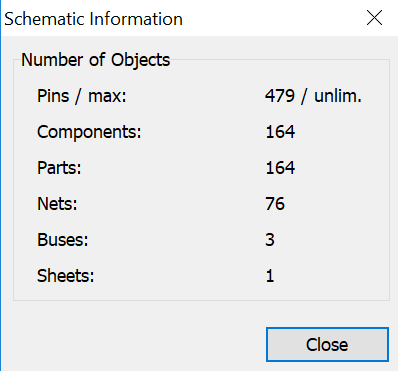 Schematic Information
Number of Objects
Pins / max: 479 / unlim.
Components: 164
Parts: 164
Nets: 76
Buses: 3
Sheets: 1
Close